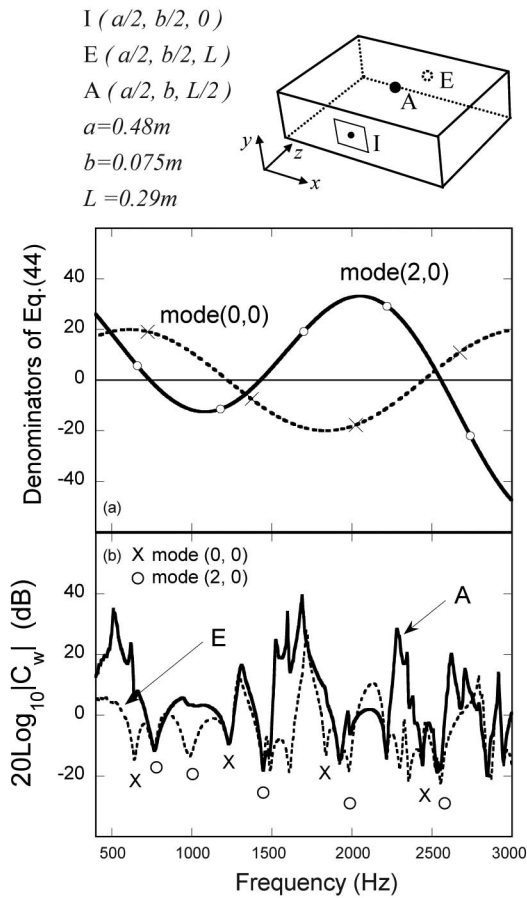 I ( a/2, b/2, 0 )
E ( a/2, b/2, L )
A ( a/2, b, L/2 )
a=0.48m
b=0.075m
L =0.29m
E
A
I
y
z
x
Denominators of Eq.(44)
40
20
0
-20
-40
mode(0,0)
mode(2,0)
(a)
20Log10|Cw| (dB)
40
20
0
-20
(b) X mode (0, 0)
O mode (2, 0)
E
A
X
X
X
X
500 1000 1500 2000 2500 3000
Frequency (Hz)